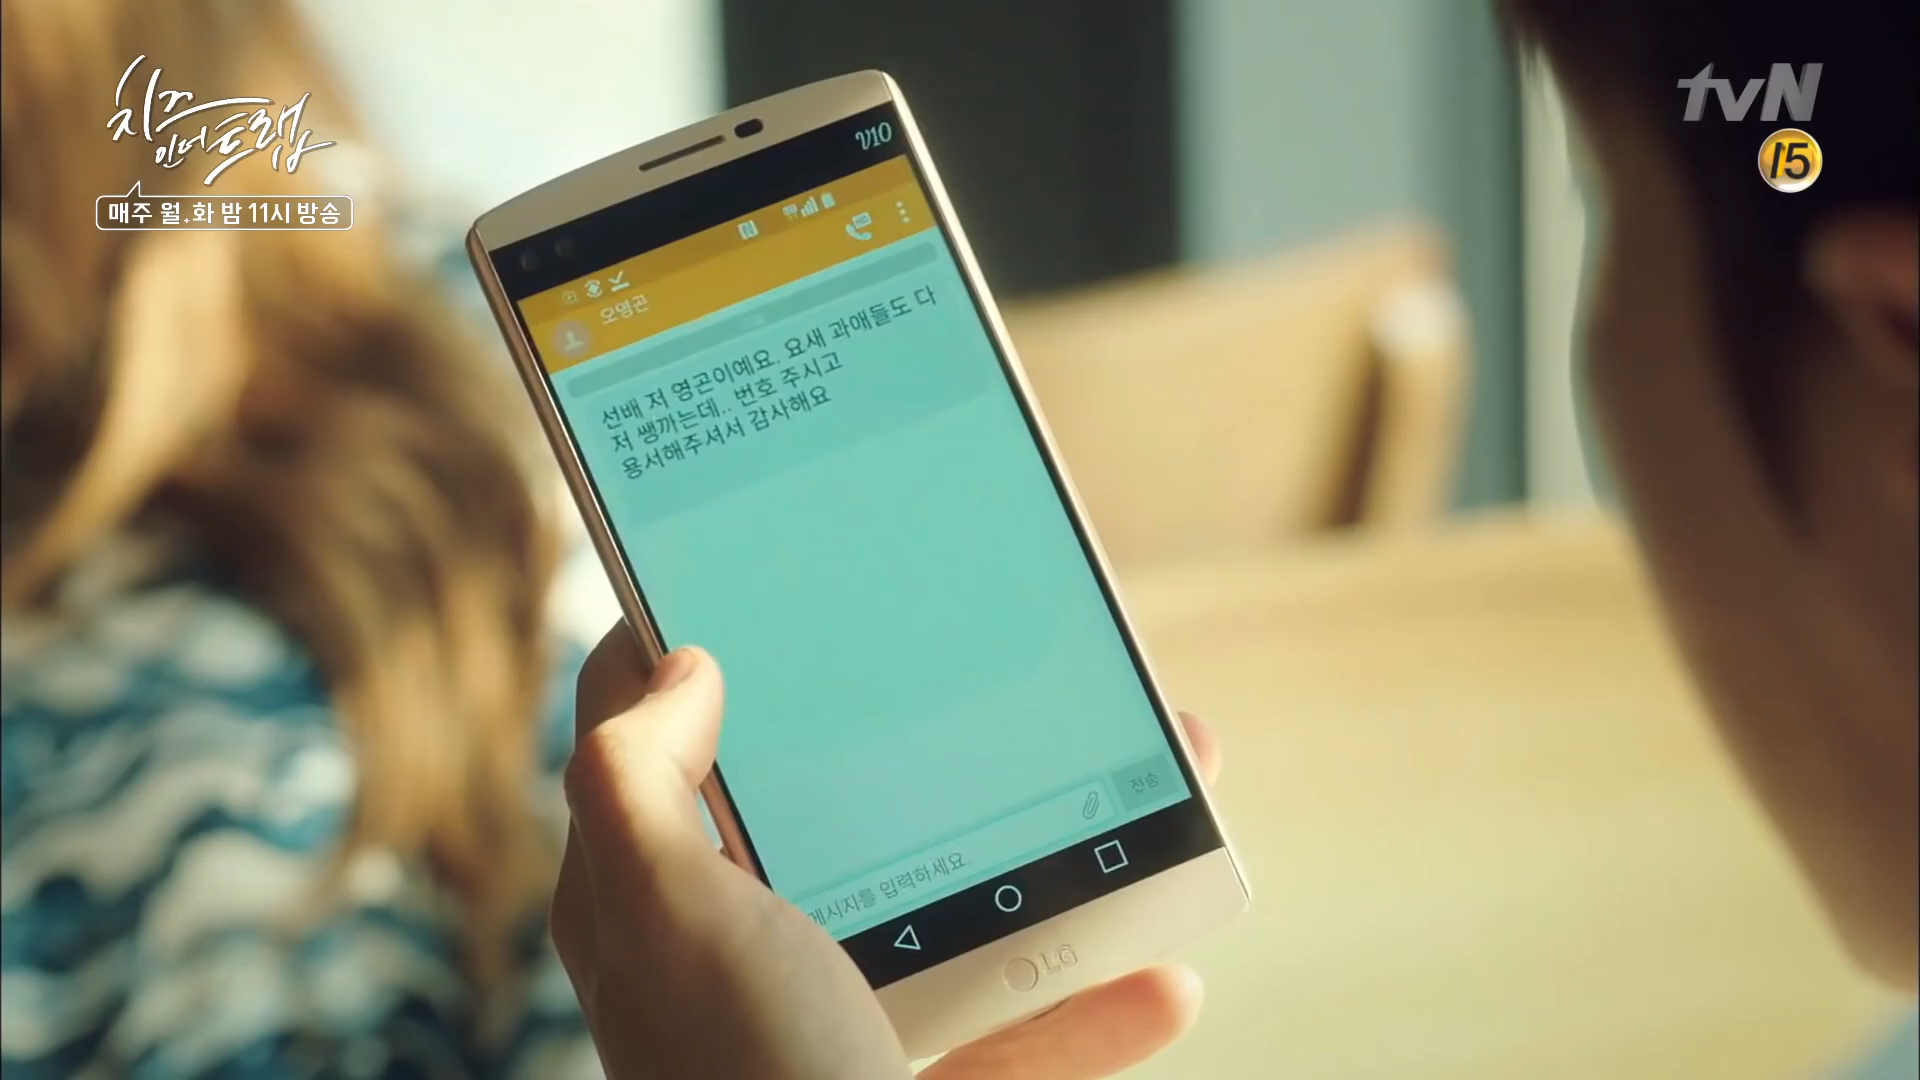 치즈
인더트랩
매주 월.화 밤 11시 방송
tvN
15
V10
오영곤
선배 저 영곤이예요. 요새 과애들도 다
저 쌩까는데.. 번호 주시고
용서해주셔서 감사해요
전송
메시지를 입력하세요.
LG